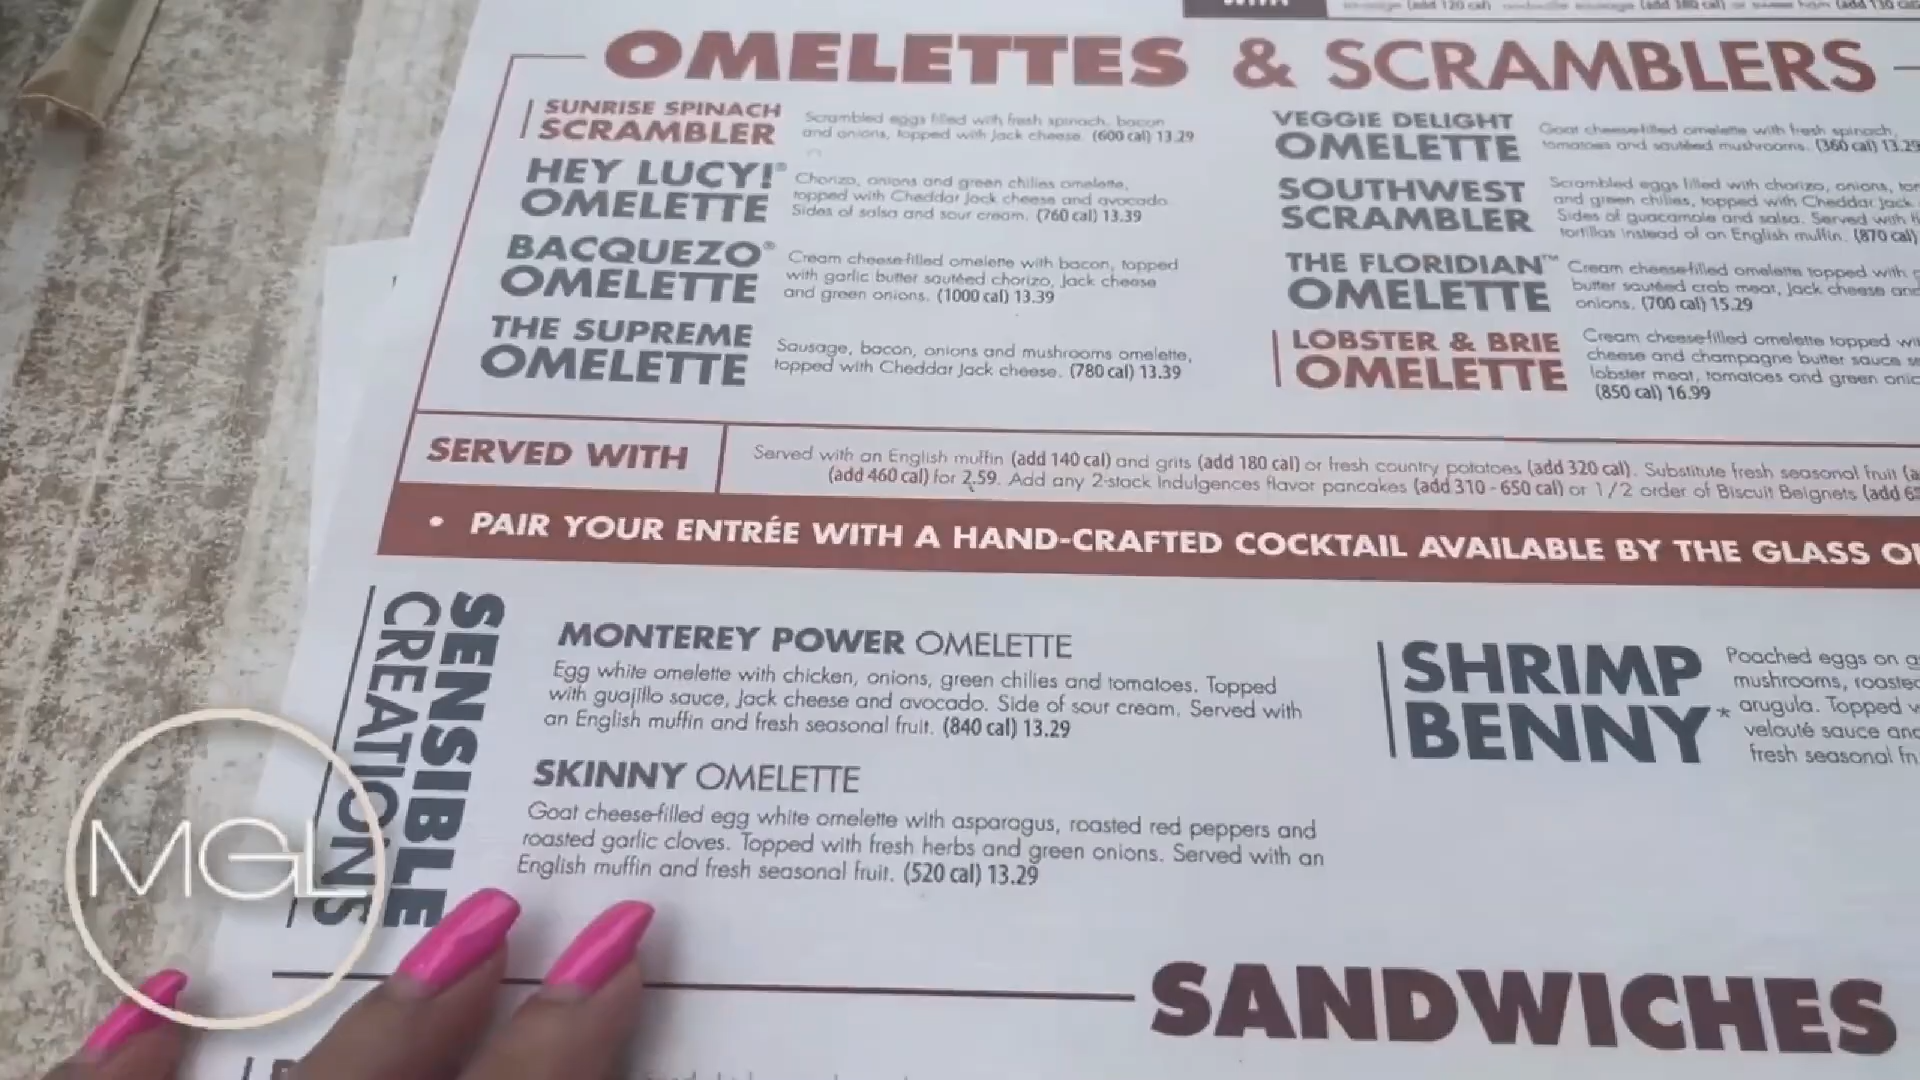 WITH
(add 120 cal)
OMELETTES & SCRAMBLERS
SUNRISE SPINACH
SCRAMBLER
Scrambled eggs filled with fresh spinach, bacon
and onions, topped with Jack cheese. (600 cal) 13.29
HEY LUCY!®
OMELETTE
Chorizo, onions and green chilies omelette,
topped with Cheddar Jack cheese and avocado.
Sides of salsa and sour cream. (760 cal) 13.39
BACQUEZO®
OMELETTE
Cream cheese-filled omelette with bacon, topped
with garlic butter sautéed chorizo, Jack cheese
and green onions. (1000 cal) 13.39
THE SUPREME
OMELETTE
Sausage, bacon, onions and mushrooms omelette,
topped with Cheddar Jack cheese. (780 cal) 13.39
VEGGIE DELIGHT
OMELETTE
Goat cheese-filled omelette with fresh spinach,
tomatoes and sautéed mushrooms. (360 cal) 13.29
SOUTHWEST
SCRAMBLER
Scrambled eggs filled with chorizo, onions,
and green chilies, topped with Cheddar Jack
Sides of guacamole and salsa. Served with
tortillas instead of an English muffin. (870 cal)
THE FLORIDIAN™
OMELETTE
Cream cheese-filled omelette topped with
butter sautéed crab meat, Jack cheese and
onions. (700 cal) 15.29
LOBSTER & BRIE
OMELETTE
Cream cheese-filled omelette topped
cheese and champagne butter sauce
lobster meat, tomatoes and green
(850 cal) 16.99
SERVED WITH
Served with an English muffin (add 140 cal) and grits (add 180 cal) or fresh country potatoes (add 320 cal). Substitute fresh seasonal fruit
(add 460 cal) for 2.59. Add any 2-stack Indulgences flavor pancakes (add 310 - 650 cal) or 1/2 order of Biscuit Beignets (add
• PAIR YOUR ENTRÉE WITH A HAND-CRAFTED COCKTAIL AVAILABLE BY THE GLASS
SENSIBLE
CREATIONS
MONTEREY POWER OMELETTE
Egg white omelette with chicken, onions, green chilies and tomatoes. Topped
with guajillo sauce, Jack cheese and avocado. Side of sour cream. Served with
an English muffin and fresh seasonal fruit. (840 cal) 13.29
SKINNY OMELETTE
Goat cheese-filled egg white omelette with asparagus, roasted red peppers and
roasted garlic cloves. Topped with fresh herbs and green onions. Served with an
English muffin and fresh seasonal fruit. (520 cal) 13.29
SHRIMP
BENNY*
Poached eggs on
mushrooms, roasted
arugula. Topped
velouté sauce and
fresh seasonal
MGL
SANDWICHES